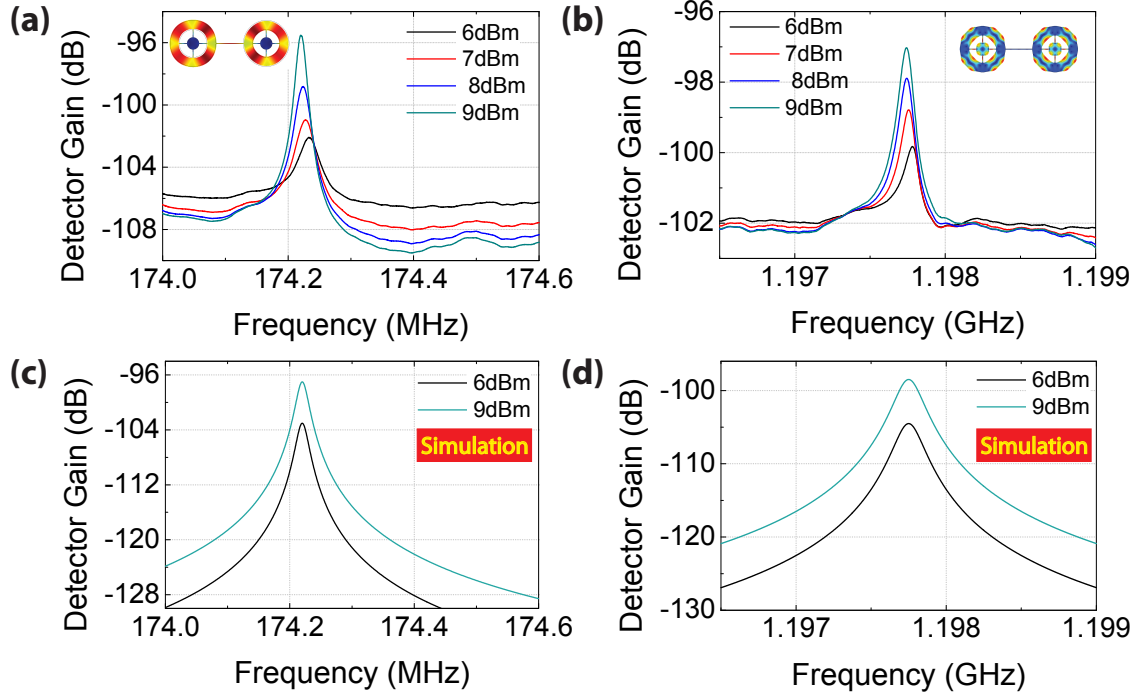 (a)
-96
-100
-104
-108
Detector Gain (dB)
6dBm
7dBm
8dBm
9dBm
174.0
174.2
174.4
174.6
Frequency (MHz)
(b)
-96
-98
-100
-102
Detector Gain (dB)
6dBm
7dBm
8dBm
9dBm
1.197
1.198
1.199
Frequency (GHz)
(c)
-96
-104
-112
-120
-128
Detector Gain (dB)
6dBm
9dBm
Simulation
174.0
174.2
174.4
174.6
Frequency (MHz)
(d)
-100
-110
-120
-130
Detector Gain (dB)
6dBm
9dBm
Simulation
1.197
1.198
1.199
Frequency (GHz)